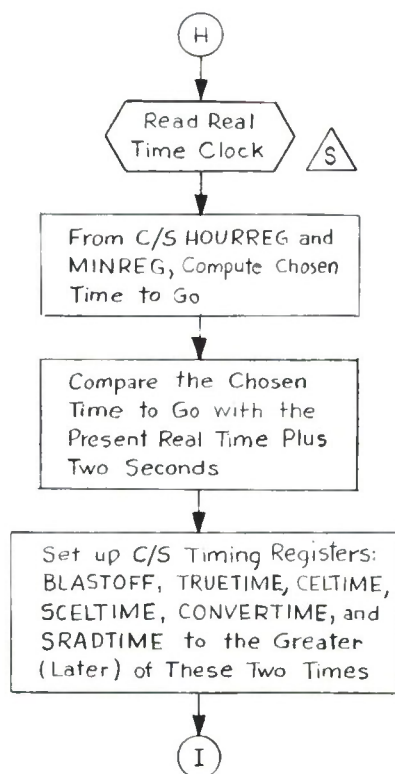 H
Read Real
Time Clock
S
From C/S HOURREG and
MINREG, Compute Chosen
Time to Go
Compare the Chosen
Time to Go with the
Present Real Time Plus
Two Seconds
Set up C/S Timing Registers:
BLASTOFF, TRUETIME, CELTIME,
SCELTIME, CONVERTIME, and
SRADTIME to the Greater
(Later) of These Two Times
I